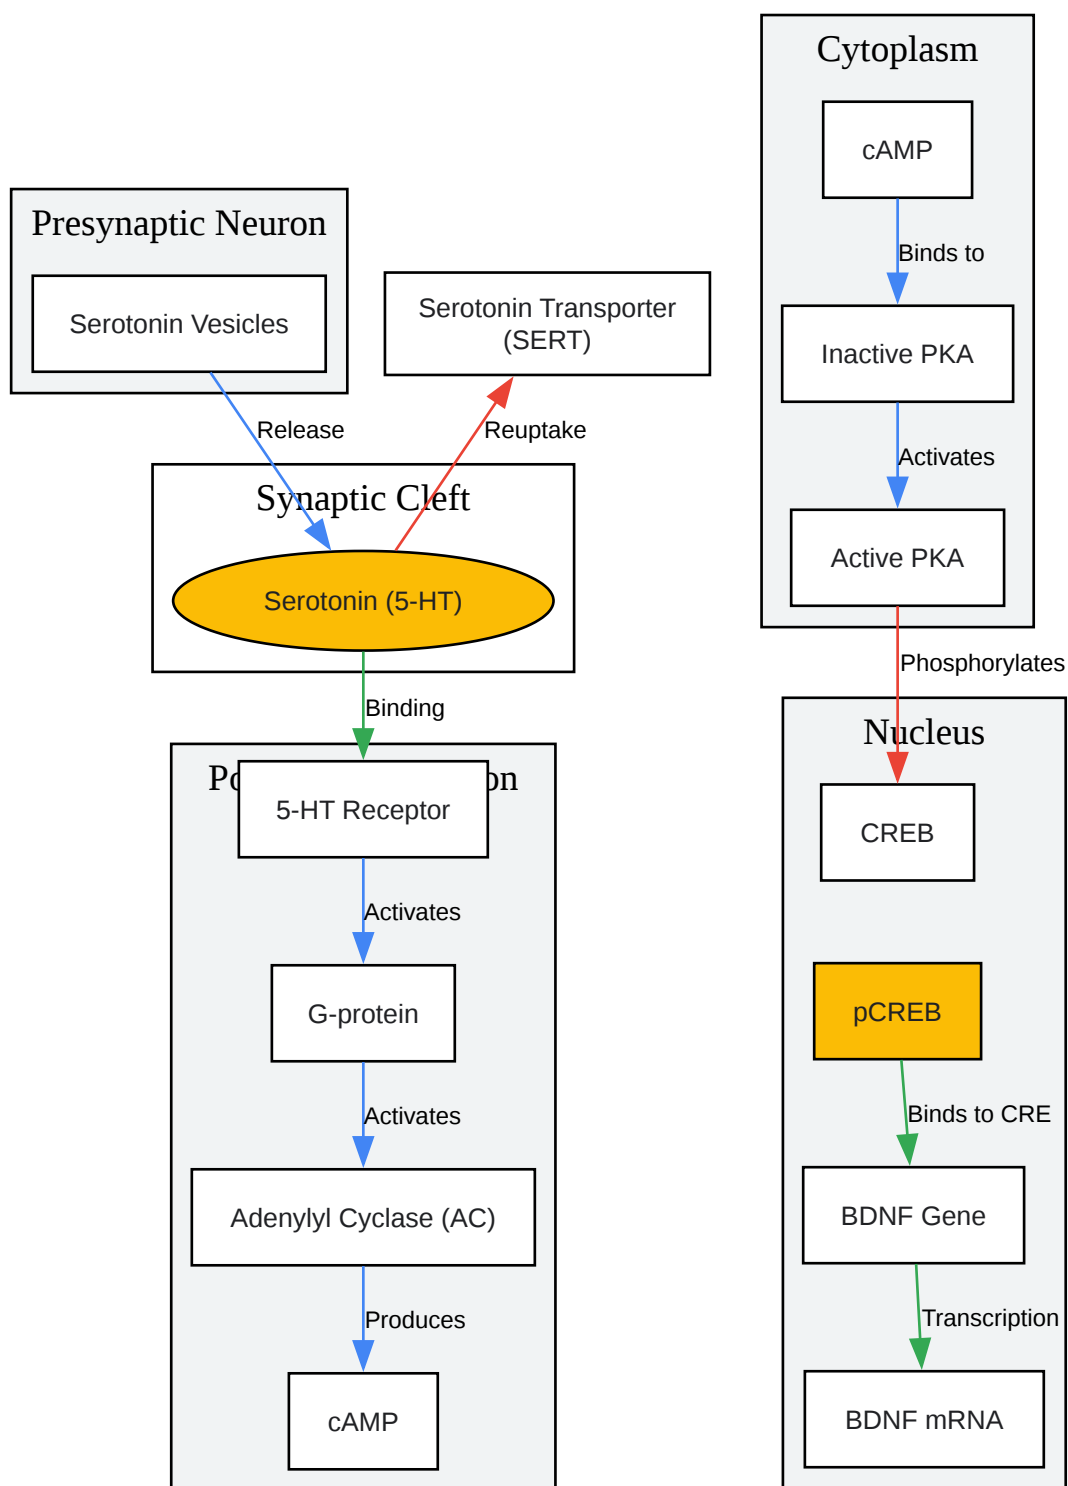 Presynaptic Neuron
Serotonin Vesicles
Serotonin Transporter
(SERT)
Release
Reuptake
Synaptic Cleft
Serotonin (5-HT)
Binding
5-HT Receptor
Activates
G-protein
Activates
Adenylyl Cyclase (AC)
Produces
cAMP
Cytoplasm
cAMP
Binds to
Inactive PKA
Activates
Active PKA
Phosphorylates
Nucleus
CREB
pCREB
Binds to CRE
BDNF Gene
Transcription
BDNF mRNA